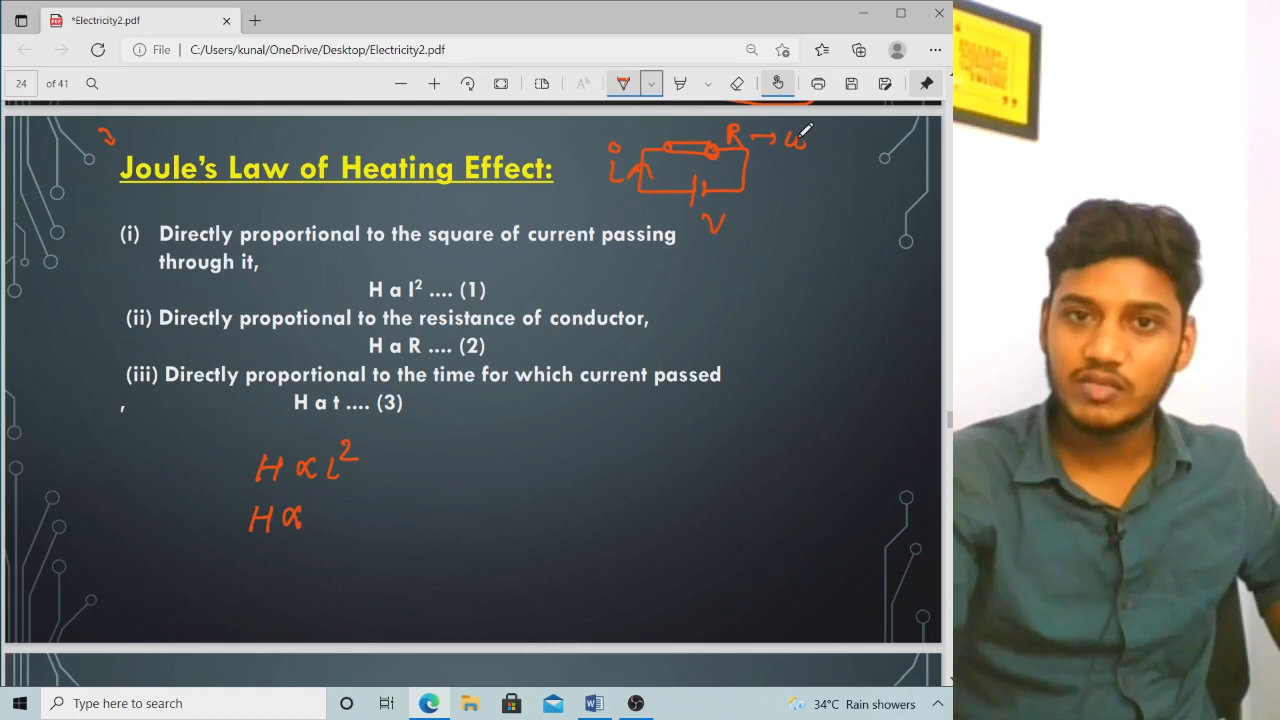 *Electricity2.pdf
File | C:/Users/kunal/OneDrive/Desktop/Electricity2.pdf
24 of 41
Joule's Law of Heating Effect:
R → w
i
V
(i) Directly proportional to the square of current passing
through it,
H a I² .... (1)
(ii) Directly propotional to the resistance of conductor,
H a R .... (2)
(iii) Directly proportional to the time for which current passed
, H a t .... (3)
H ∝ i²
H ∝
Type here to search
34°C Rain showers